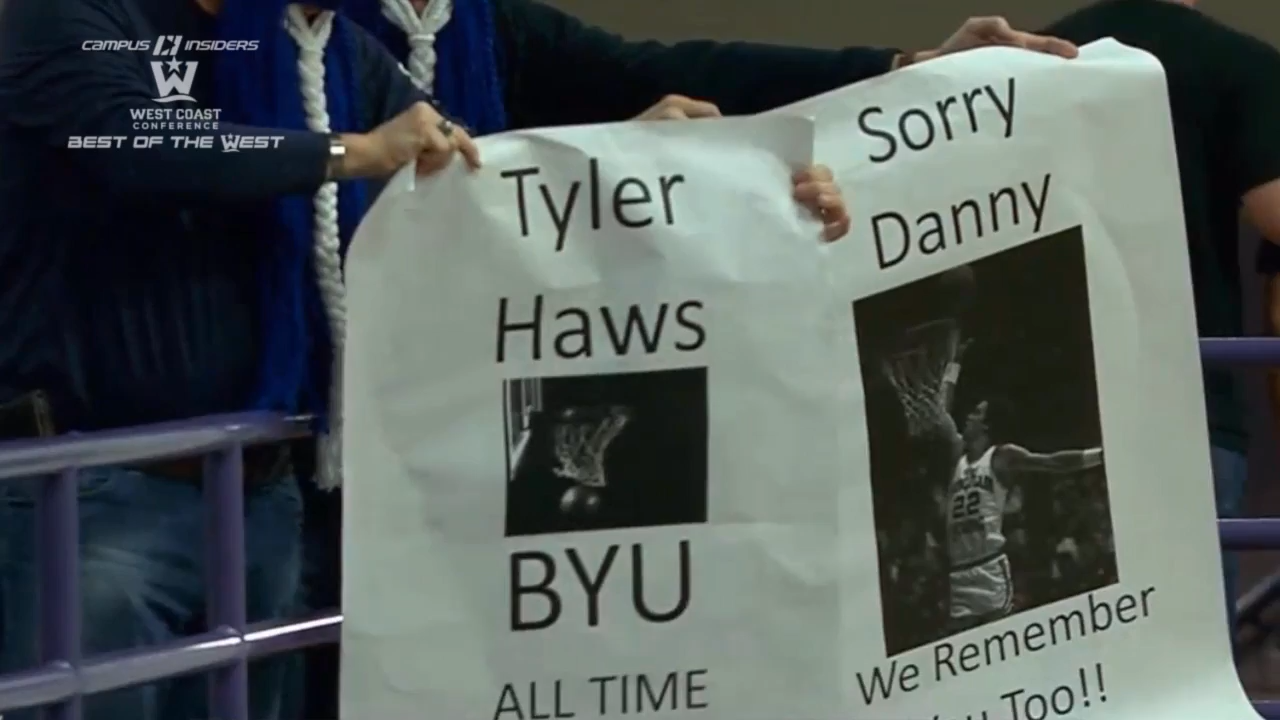 CAMPUS INSIDERS
W
WEST COAST
CONFERENCE
BEST OF THE WEST
Tyler
Haws
BYU
ALL TIME
Sorry
Danny
22
We Remember
Too!!